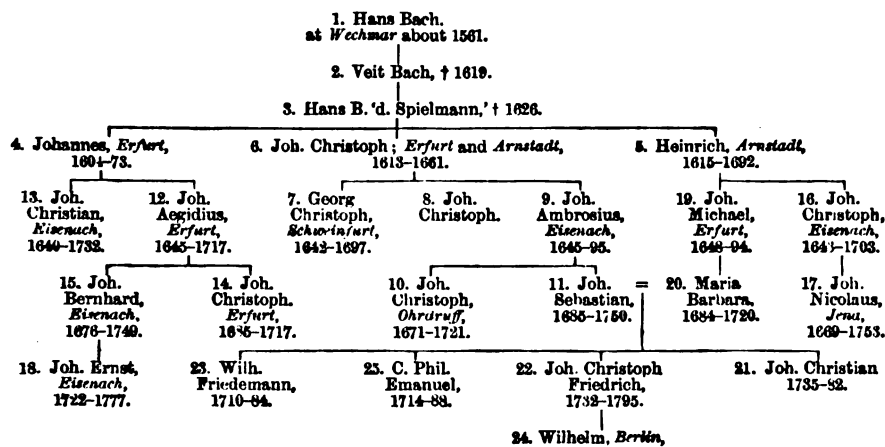 1. Hans Bach.
at Wechmar about 1561.
2. Veit Bach, † 1619.
3. Hans B. 'd. Spielmann,' † 1626.
4. Johannes, Erfurt,
1604-73.
6. Joh. Christoph; Erfurt and Arnstadt,
1613-1661.
5. Heinrich, Arnstadt,
1615-1692.
13. Joh.
Christian,
Eisenach,
1640-1732.
12. Joh.
Aegidius,
Erfurt,
1645-1717.
7. Georg
Christoph,
Schweinfurt,
1642-1697.
8. Joh.
Christoph.
9. Joh.
Ambrosius,
Eisenach,
1645-95.
19. Joh.
Michael,
Erfurt,
1648-94.
16. Joh.
Christoph,
Eisenach,
1643-1703.
15. Joh.
Bernhard,
Eisenach,
1676-1749.
14. Joh.
Christoph.
Erfurt,
1685-1717.
10. Joh.
Christoph,
Ohrdruff,
1671-1721.
11. Joh. =
Sebastian,
1685-1750.
20. Maria
Barbara,
1684-1720.
17. Joh.
Nicolaus,
Jena,
1669-1753.
18. Joh. Ernst,
Eisenach,
1722-1777.
23. Wilh.
Friedemann,
1710-84.
25. C. Phil.
Emanuel,
1714-88.
22. Joh. Christoph
Friedrich,
1732-1795.
21. Joh. Christian
1735-82.
24. Wilhelm, Berlin,